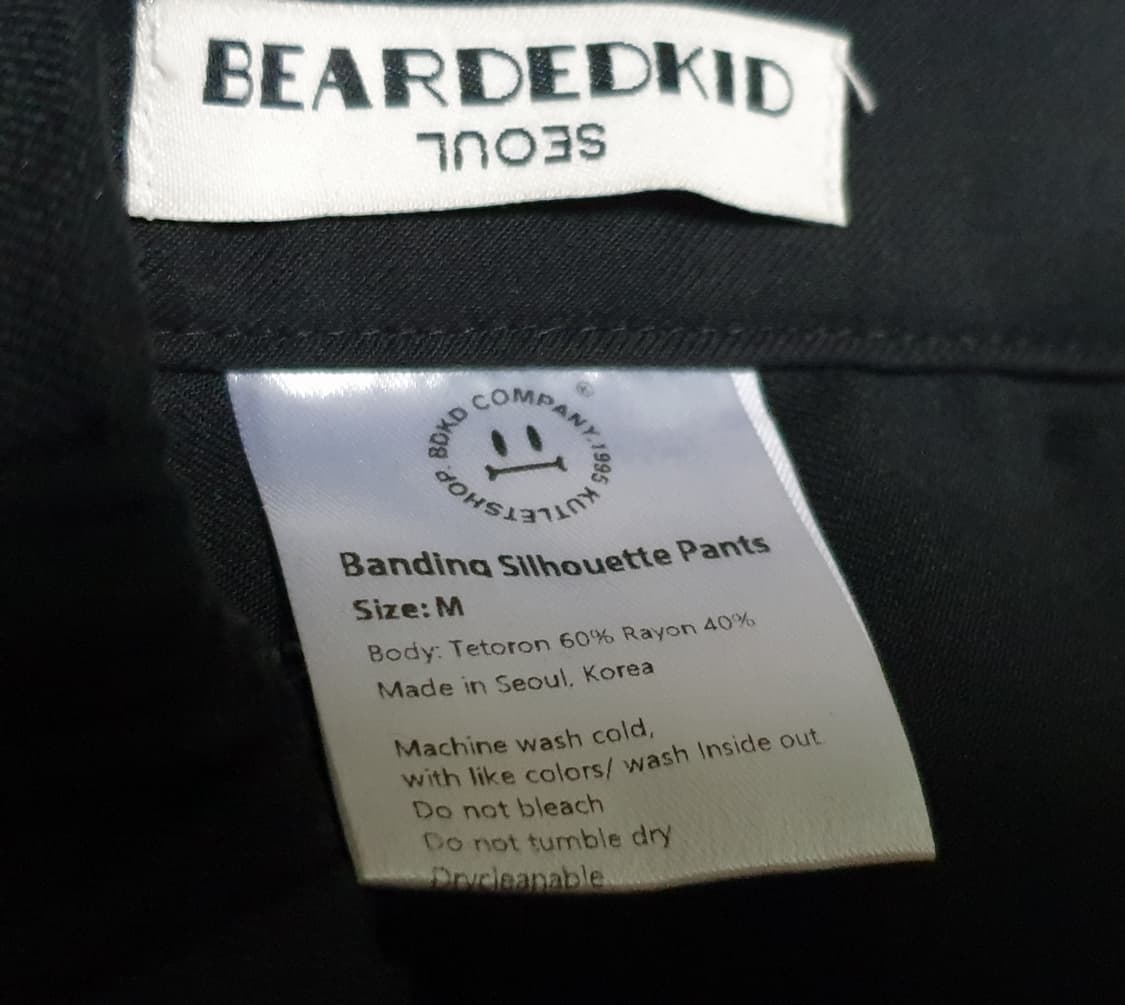 BEARDEDKID
SEOUL
BDKD COMPANY. 1995 KUTLETSHOP.
Banding Silhouette Pants
Size: M
Body: Tetoron 60% Rayon 40%
Made in Seoul, Korea
Machine wash cold,
with like colors/ wash Inside out
Do not bleach
Do not tumble dry
Drycleanable